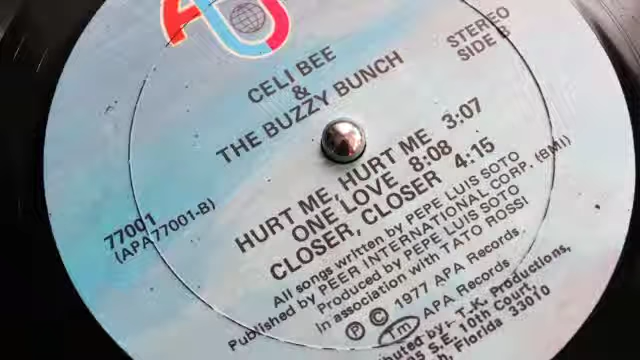 CELI BEE
&
THE BUZZY BUNCH
STEREO
SIDE B
77001
(APA77001-B)
HURT ME, HURT ME 3:07
ONE LOVE 8:08
CLOSER, CLOSER 4:15
All songs written by PEPE LUIS SOTO
Published by PEER INTERNATIONAL CORP. (BMI)
Produced by PEPE LUIS SOTO
In association with TATO ROSSI
Ⓟ © 1977 APA Records
Tm APA Records
T.K. Productions,
S.E. 10th Court,
Florida 33010